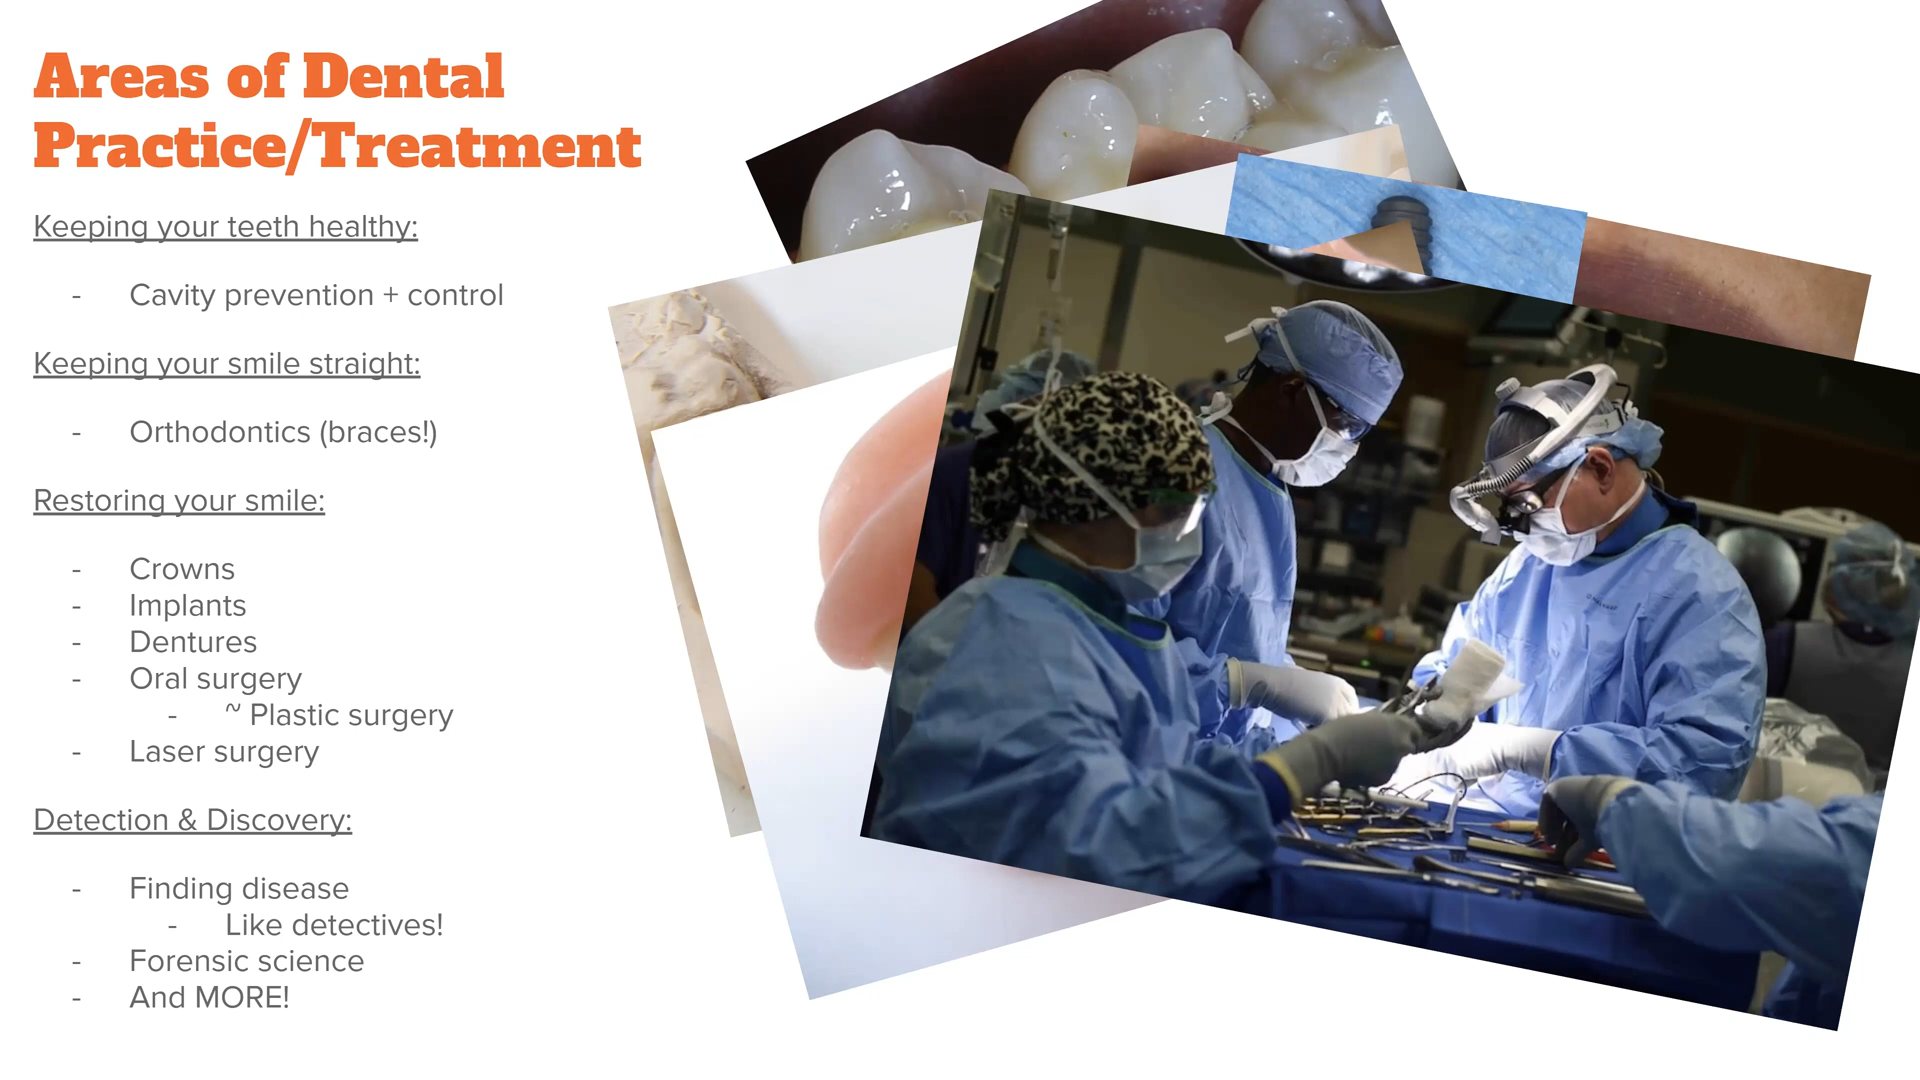 Areas of Dental
Practice/Treatment
Keeping your teeth healthy:
- Cavity prevention + control
Keeping your smile straight:
- Orthodontics (braces!)
Restoring your smile:
- Crowns
- Implants
- Dentures
- Oral surgery
- ~ Plastic surgery
- Laser surgery
Detection & Discovery:
- Finding disease
- Like detectives!
- Forensic science
- And MORE!